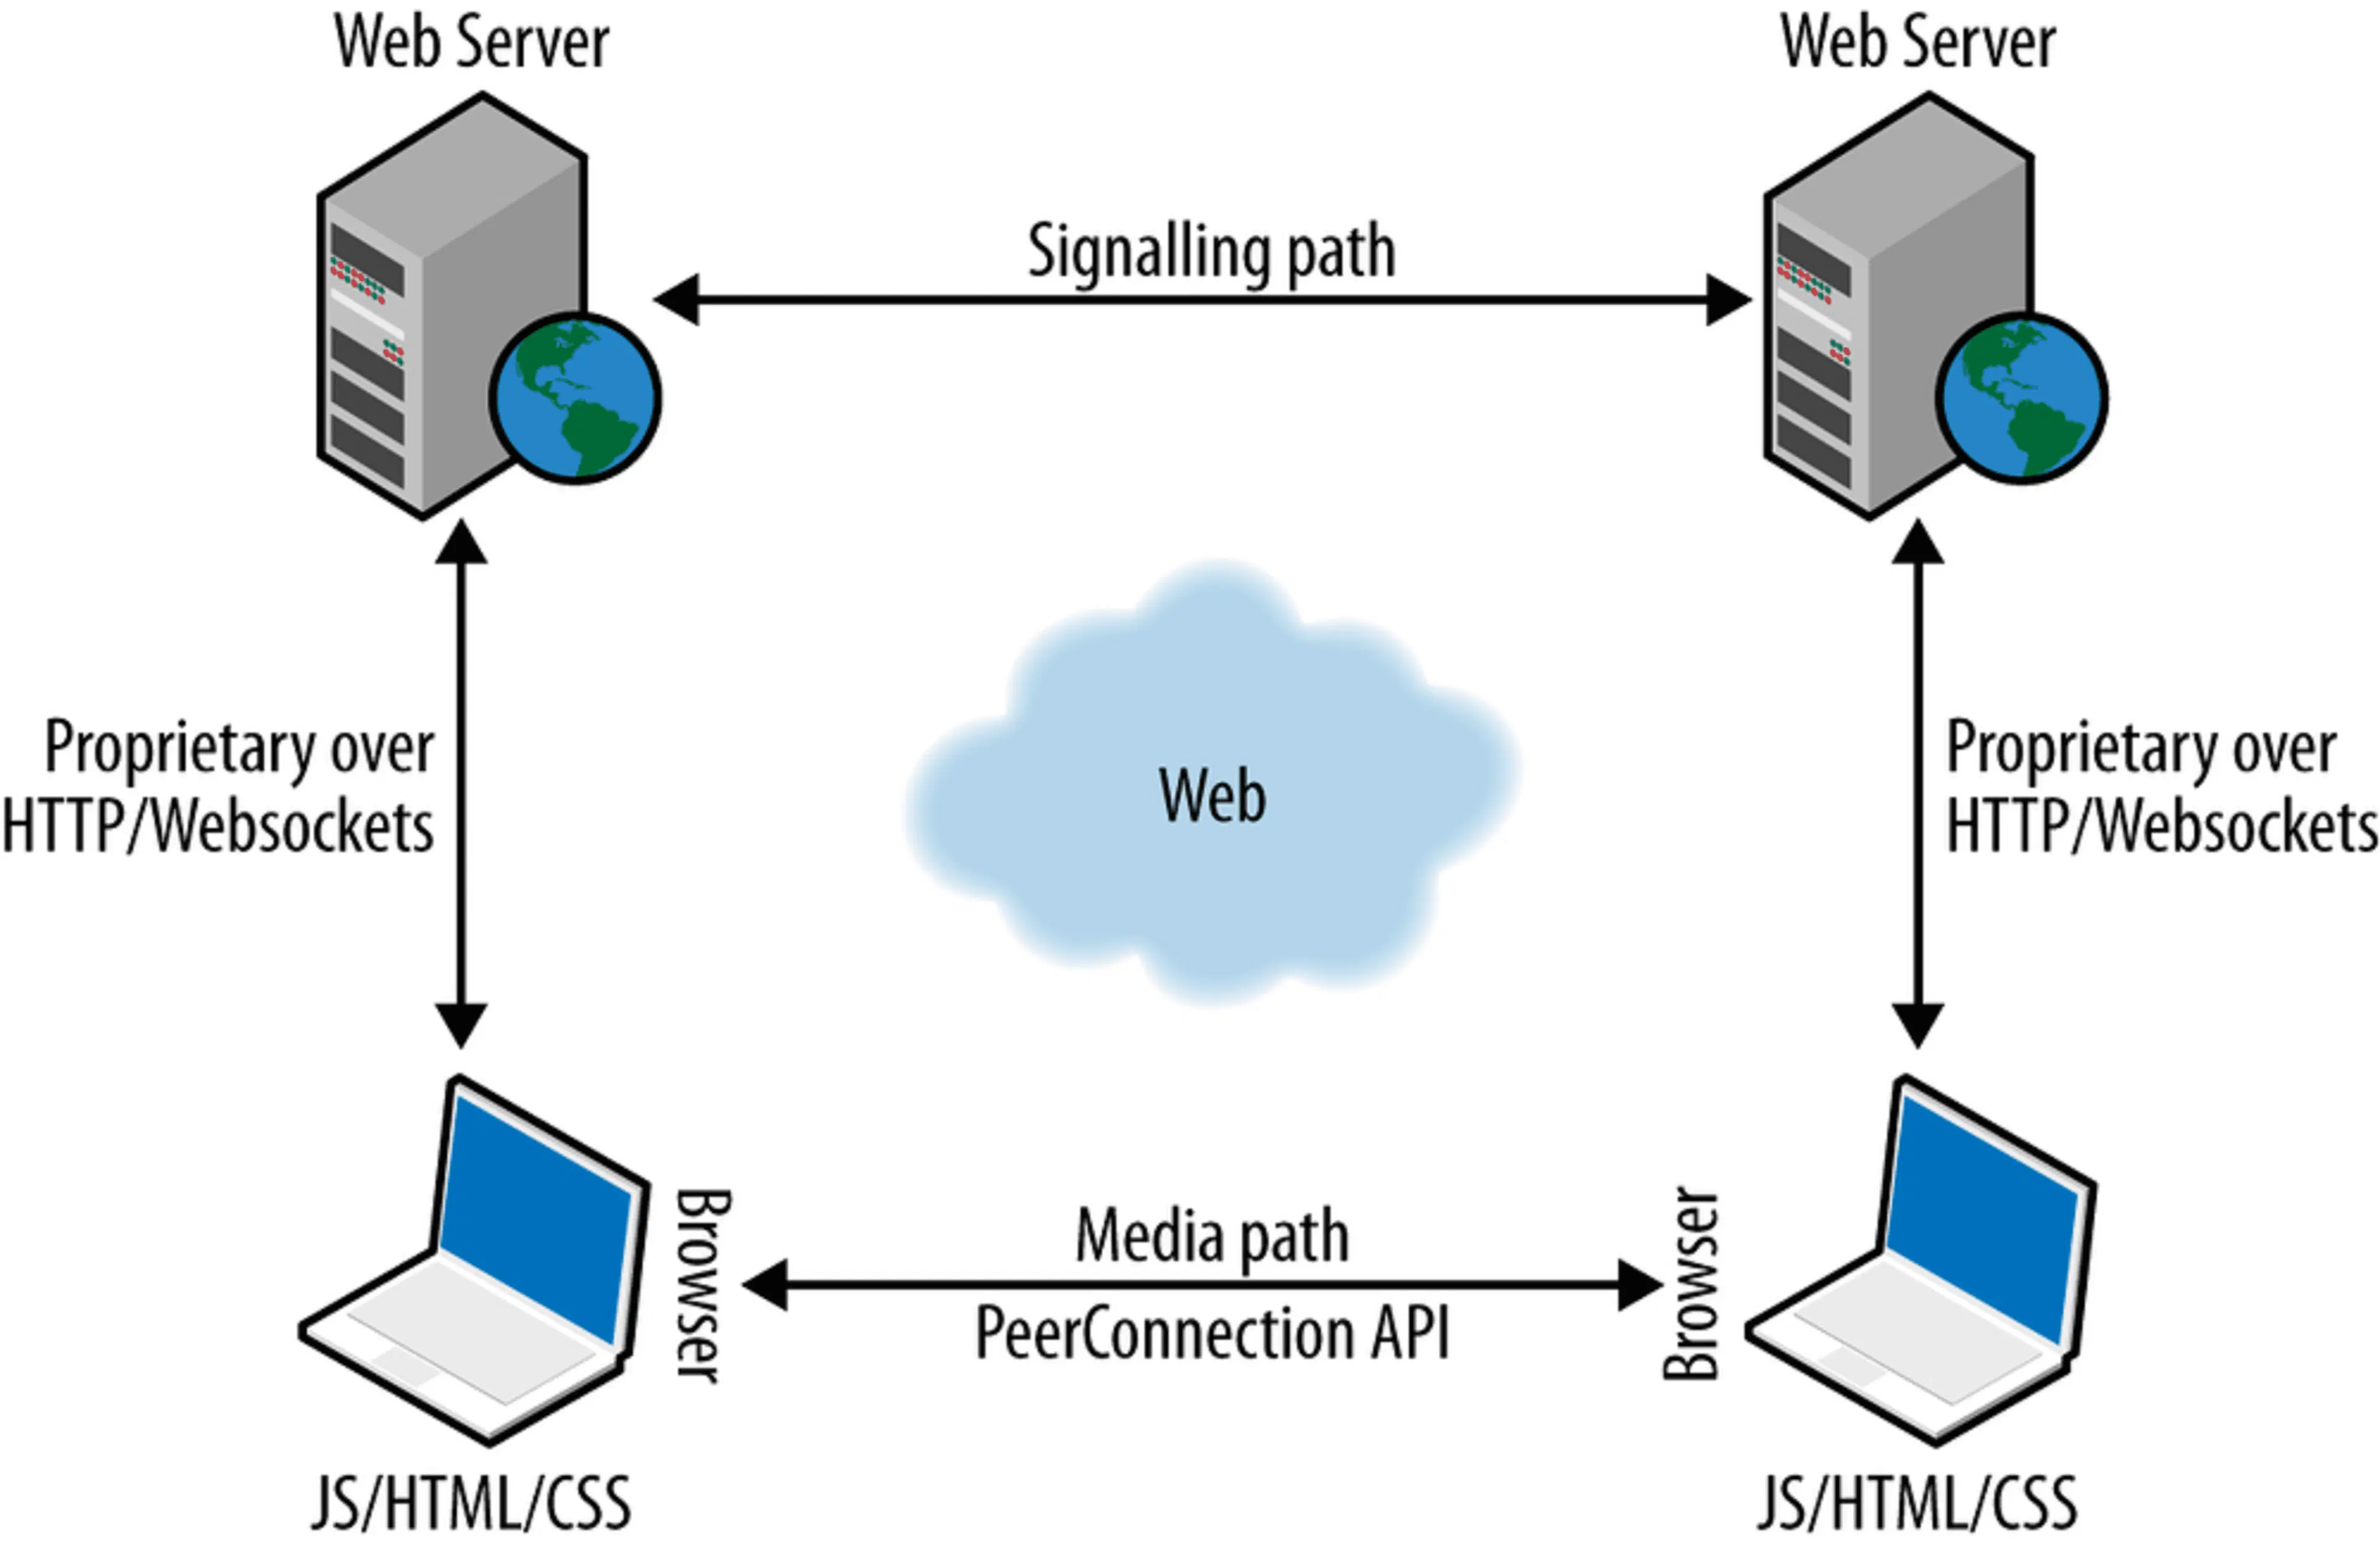 Web Server
Web Server
Signalling path
Proprietary over
HTTP/Websockets
Web
Proprietary over
HTTP/Websockets
Browser
Media path
PeerConnection API
Browser
JS/HTML/CSS
JS/HTML/CSS